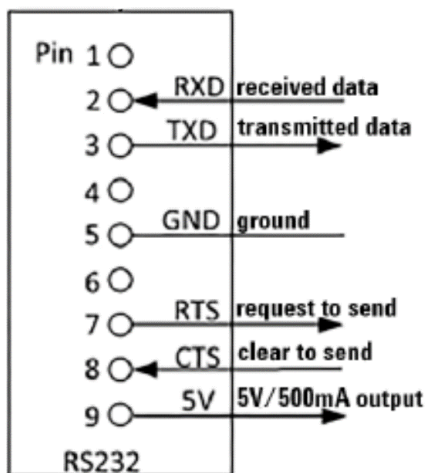 Pin 1
2 RXD received data
3 TXD transmitted data
4
5 GND ground
6
7 RTS request to send
8 CTS clear to send
9 5V 5V/500mA output
RS232